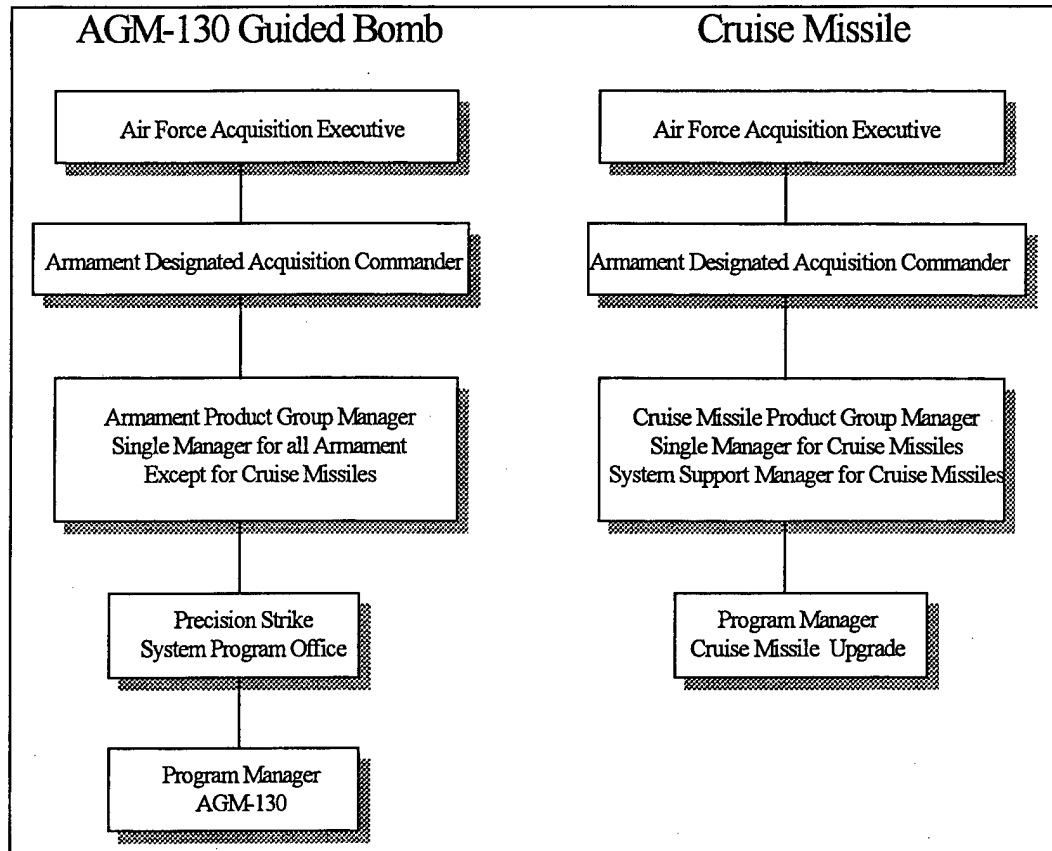 AGM-130 Guided Bomb
Air Force Acquisition Executive
Armament Designated Acquisition Commander
Armament Product Group Manager
Single Manager for all Armament
Except for Cruise Missiles
Precision Strike
System Program Office
Program Manager
AGM-130
Cruise Missile
Air Force Acquisition Executive
Armament Designated Acquisition Commander
Cruise Missile Product Group Manager
Single Manager for Cruise Missiles
System Support Manager for Cruise Missiles
Program Manager
Cruise Missile Upgrade